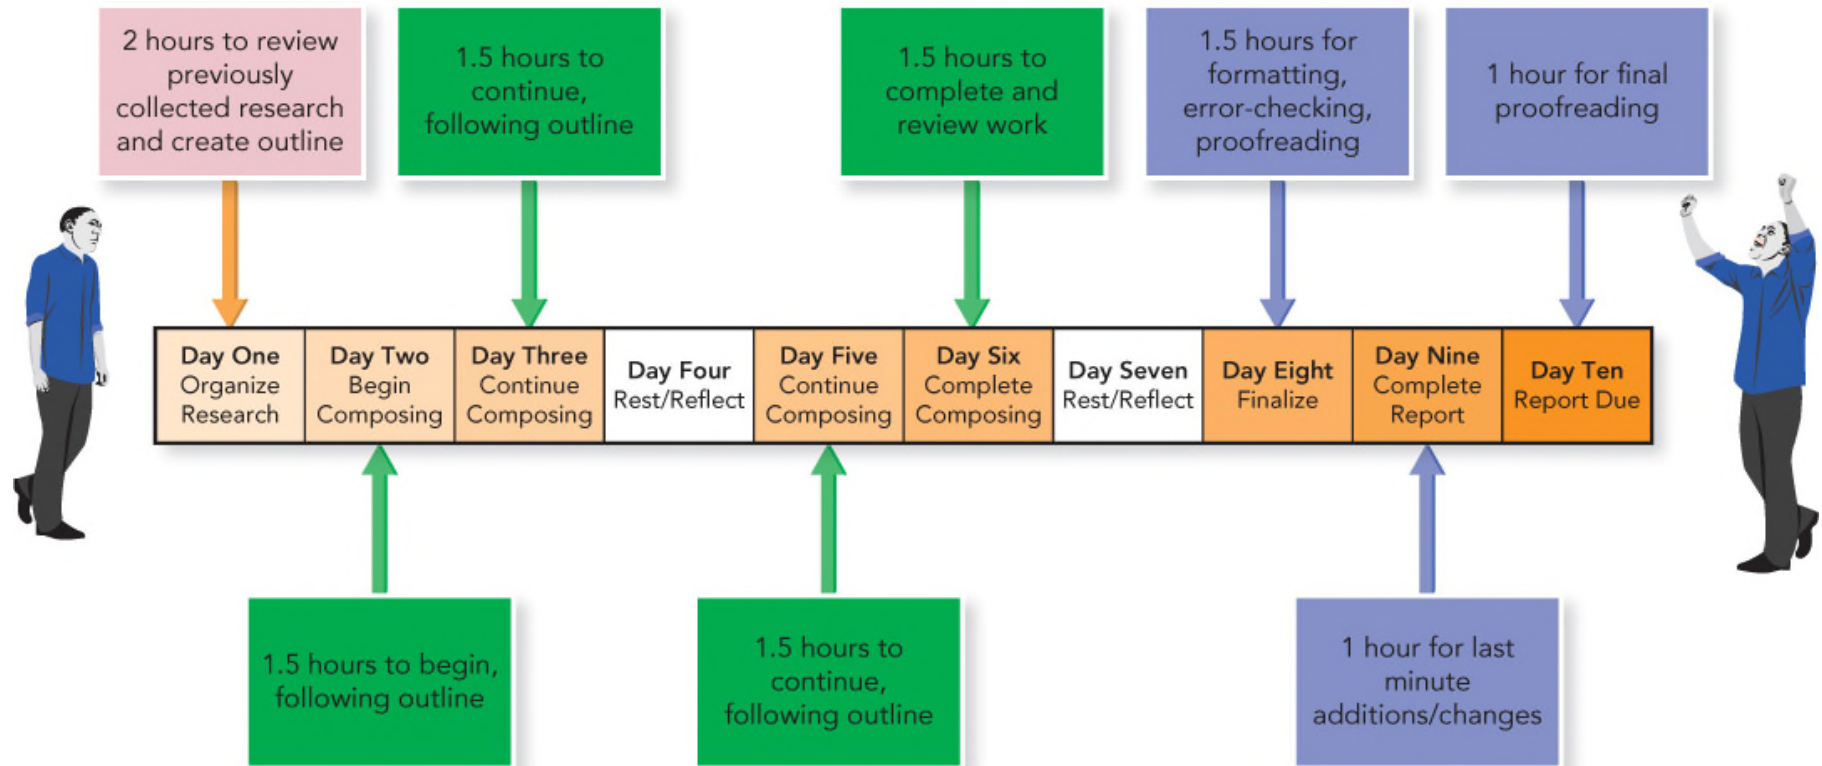 2 hours to review
previously
collected research
and create outline
1.5 hours to
continue,
following outline
1.5 hours to
complete and
review work
1.5 hours for
formatting,
error-checking,
proofreading
1 hour for final
proofreading
Day One
Organize
Research
Day Two
Begin
Composing
Day Three
Continue
Composing
Day Four
Rest/Reflect
Day Five
Continue
Composing
Day Six
Complete
Composing
Day Seven
Rest/Reflect
Day Eight
Finalize
Day Nine
Complete
Report
Day Ten
Report Due
1.5 hours to begin,
following outline
1.5 hours to
continue,
following outline
1 hour for last
minute
additions/changes